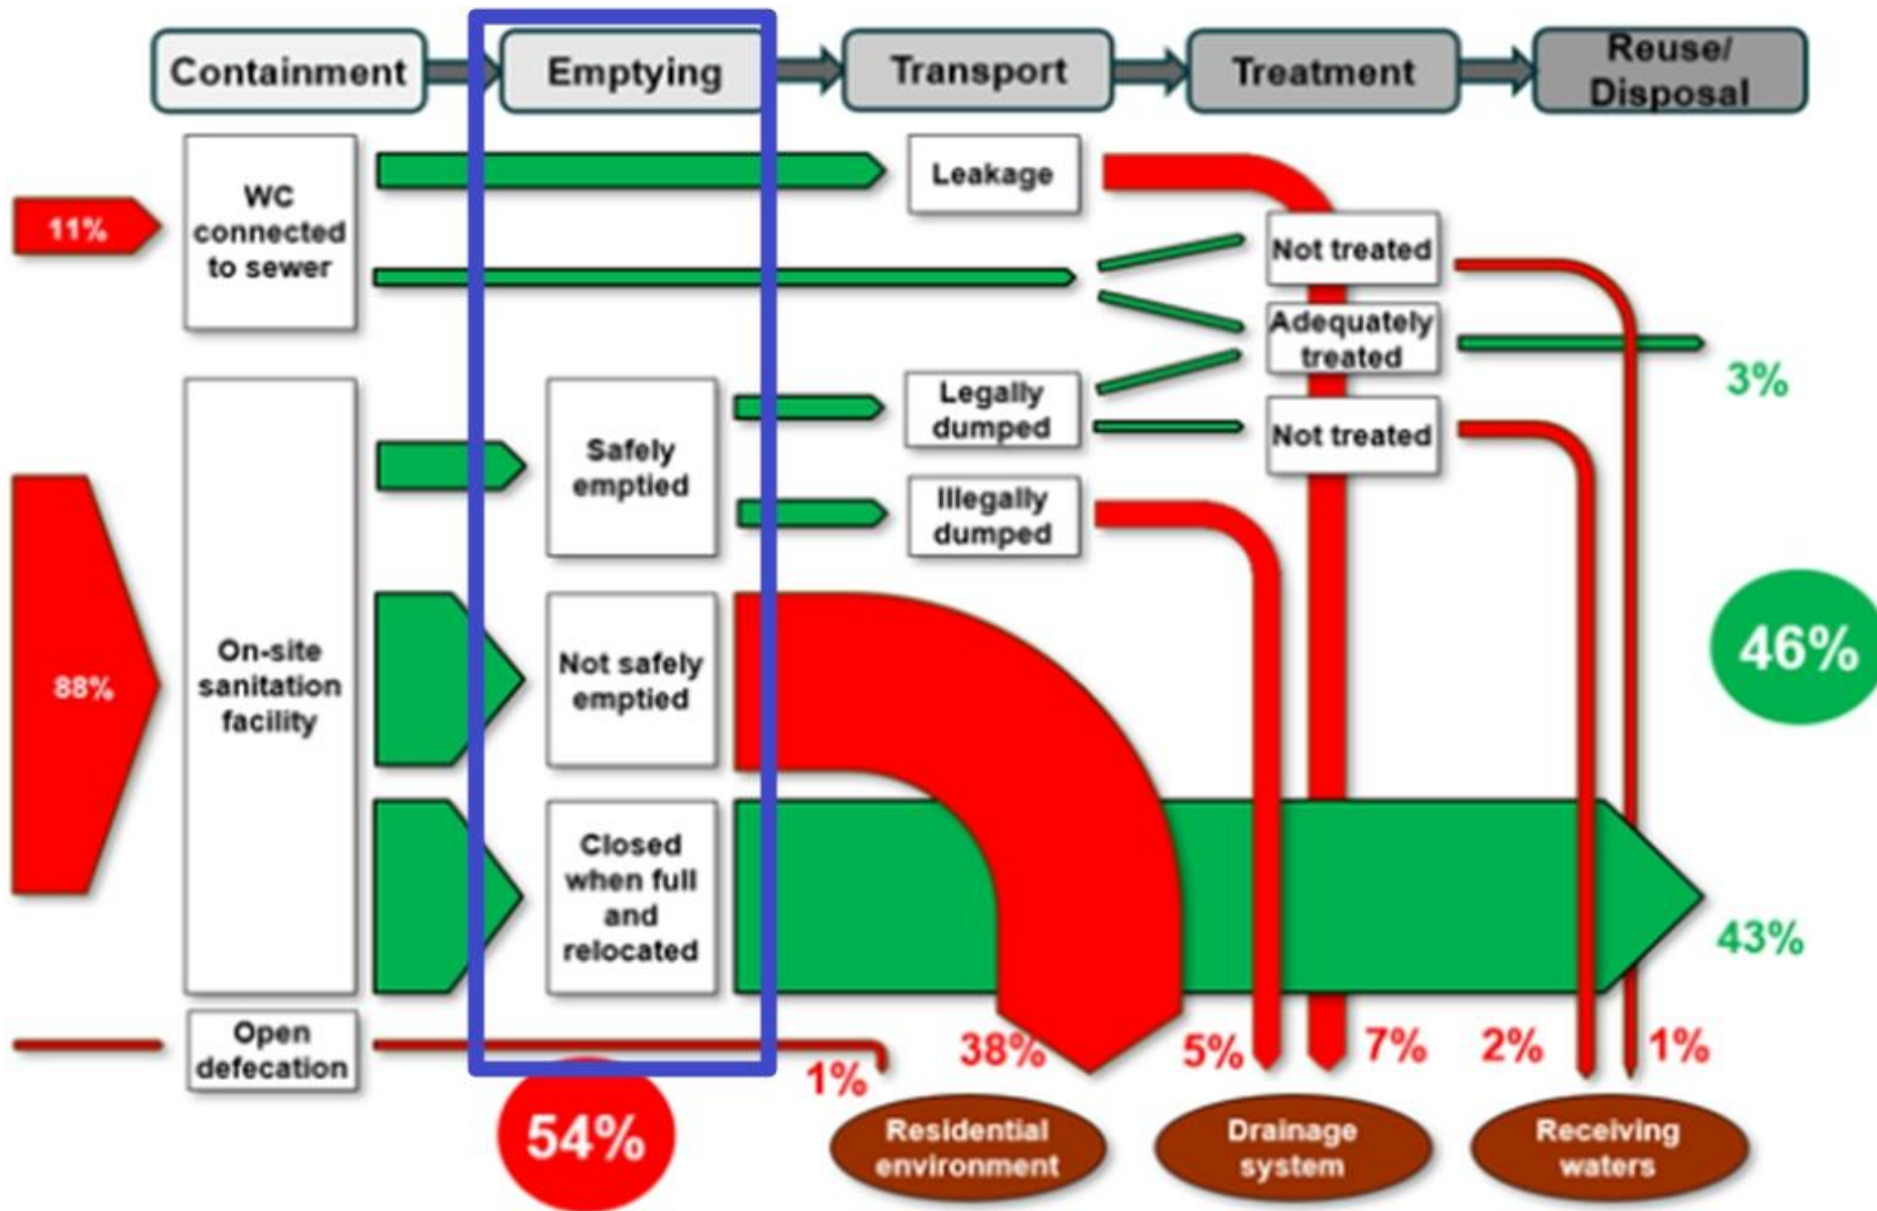 Containment
Emptying
Transport
Treatment
Reuse/
Disposal
11%
WC
connected
to sewer
Leakage
Not treated
Adequately
treated
3%
Legally
dumped
Not treated
Safely
emptied
Illegally
dumped
88%
On-site
sanitation
facility
Not safely
emptied
46%
Closed
when full
and
relocated
43%
Open
defecation
1%
38%
5%
7%
2%
1%
54%
Residential
environment
Drainage
system
Receiving
waters